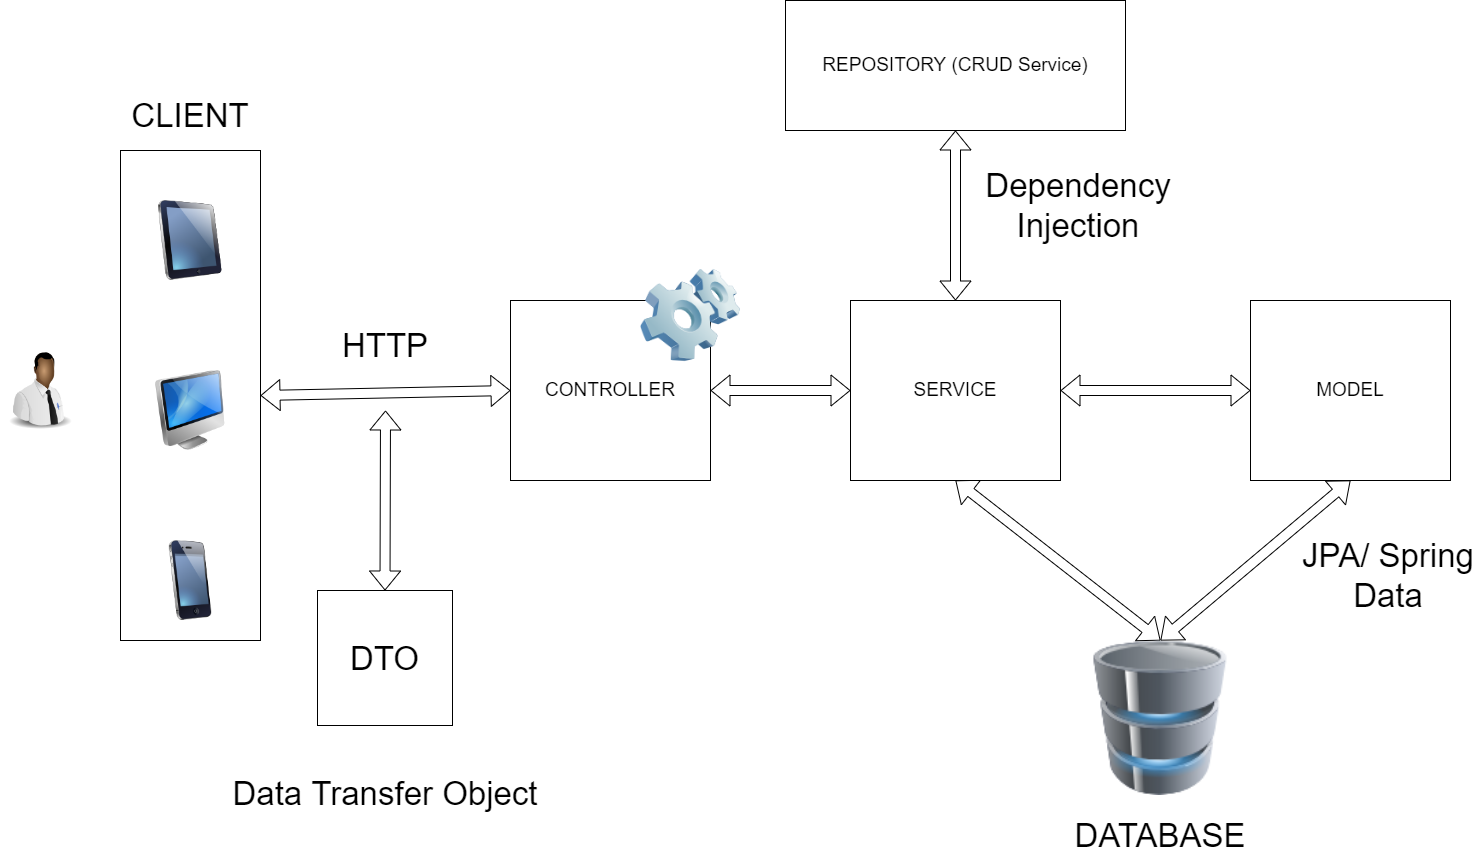 REPOSITORY (CRUD Service)
CLIENT
Dependency
Injection
HTTP
CONTROLLER
SERVICE
MODEL
JPA/ Spring
Data
DTO
Data Transfer Object
DATABASE